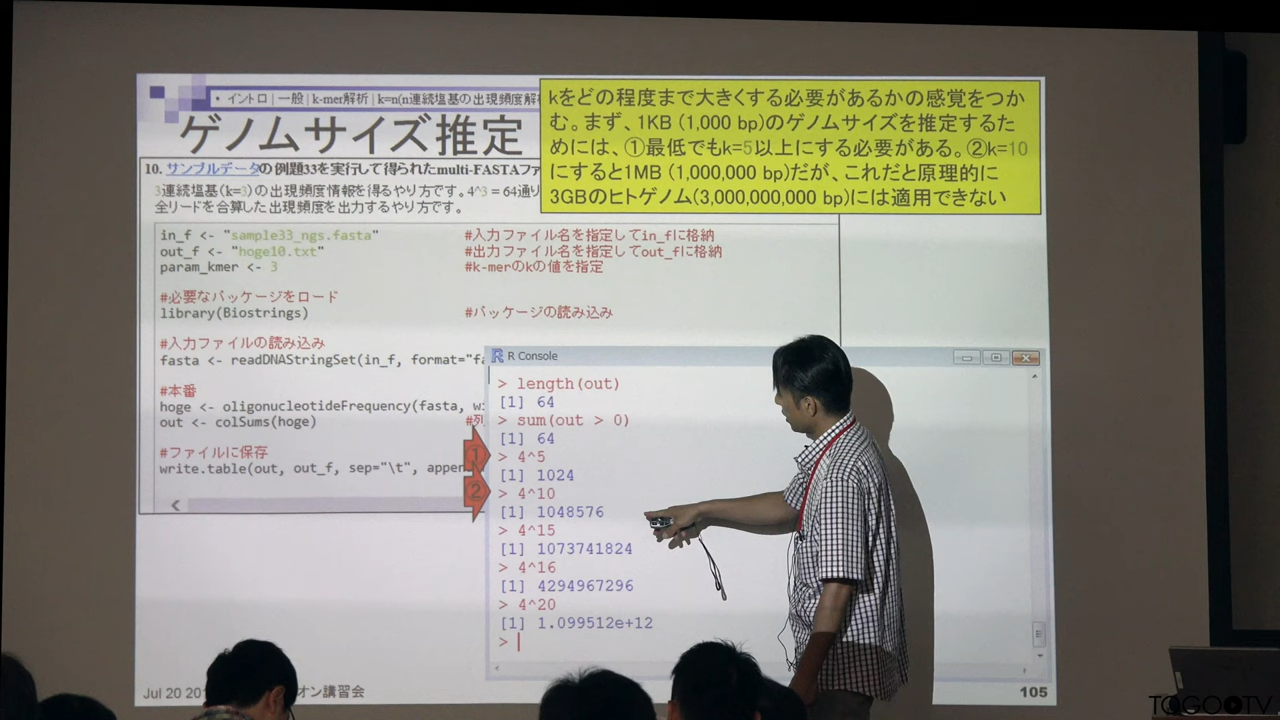 • イントロ | 一般 | k-mer解析 | k=n(n連続塩基の出現頻度解
ゲノムサイズ推定
kをどの程度まで大きくする必要があるかの感覚をつか
む。まず、1KB (1,000 bp)のゲノムサイズを推定するた
めには、①最低でもk=5以上にする必要がある。②k=10
にすると1MB (1,000,000 bp)だが、これだと原理的に
3GBのヒトゲノム(3,000,000,000 bp)には適用できない
10. サンプルデータの例題33を実行して得られたmulti-FASTAファ
3連続塩基(k=3)の出現頻度情報を得るやり方です。4^3 = 64通り
全リードを合算した出現頻度を出力するやり方です。
in_f <- "sample33_ngs.fasta" #入力ファイル名を指定してin_fに格納
out_f <- "hoge10.txt" #出力ファイル名を指定してout_fに格納
param_kmer <- 3 #k-merのkの値を指定
#必要なパッケージをロード
library(Biostrings) #パッケージの読み込み
#入力ファイルの読み込み
fasta <- readDNAStringSet(in_f, format="fa
#本番
hoge <- oligonucleotideFrequency(fasta, wi
out <- colSums(hoge) #列
#ファイルに保存
write.table(out, out_f, sep="\t", appen
R Console
> length(out)
[1] 64
> sum(out > 0)
[1] 64
① > 4^5
[1] 1024
② > 4^10
[1] 1048576
> 4^15
[1] 1073741824
> 4^16
[1] 4294967296
> 4^20
[1] 1.099512e+12
>
Jul 20 20
オン講習会
105
TOGOTV